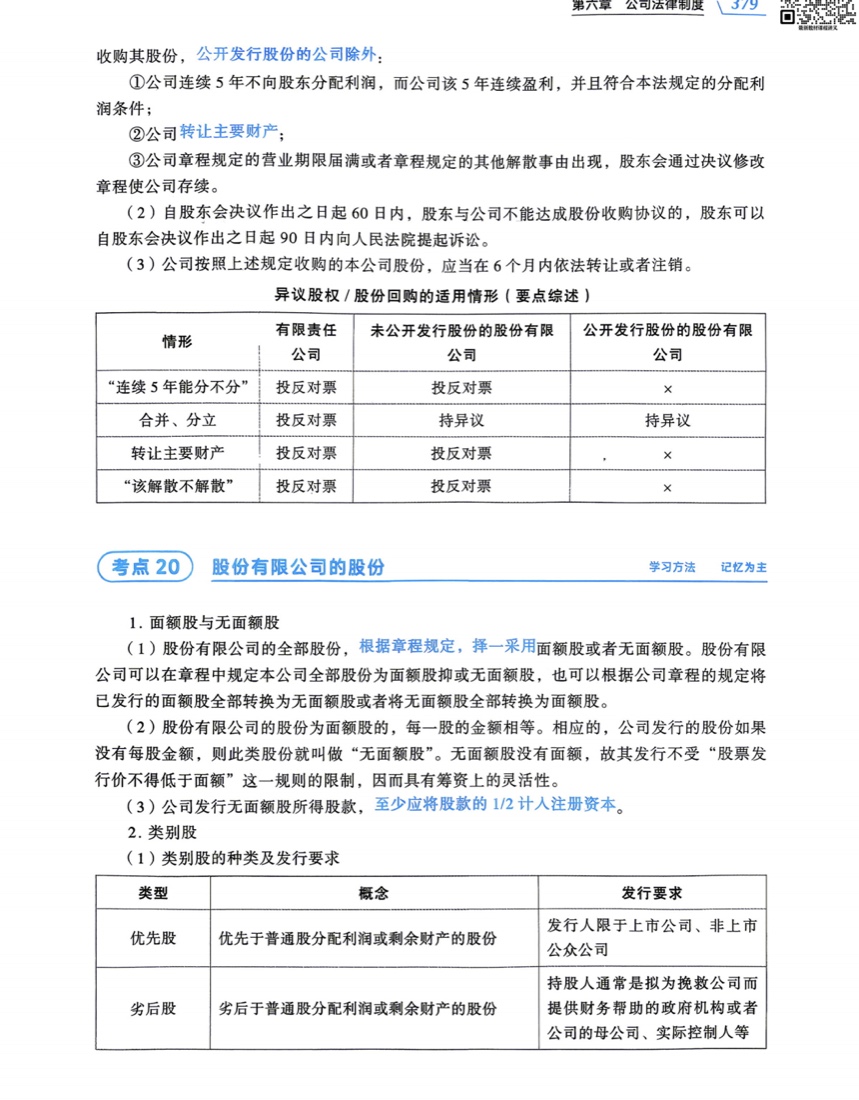 第六章 公司法律制度 379
收购其股份，公开发行股份的公司除外：
①公司连续 5 年不向股东分配利润，而公司该 5 年连续盈利，并且符合本法规定的分配利
润条件；
②公司转让主要财产；
③公司章程规定的营业期限届满或者章程规定的其他解散事由出现，股东会通过决议修改
章程使公司存续。
（2）自股东会决议作出之日起 60 日内，股东与公司不能达成股份收购协议的，股东可以
自股东会决议作出之日起 90 日内向人民法院提起诉讼。
（3）公司按照上述规定收购的本公司股份，应当在 6 个月内依法转让或者注销。
异议股权 / 股份回购的适用情形（要点综述）
情形 有限责任公司 未公开发行股份的股份有限公司 公开发行股份的股份有限公司
“连续 5 年能分不分” 投反对票 投反对票 ×
合并、分立 投反对票 持异议 持异议
转让主要财产 投反对票 投反对票 ×
“该解散不解散” 投反对票 投反对票 ×
考点 20 股份有限公司的股份 学习方法 记忆为主
1. 面额股与无面额股
（1）股份有限公司的全部股份，根据章程规定，择一采用面额股或者无面额股。股份有限
公司可以在章程中规定本公司全部股份为面额股抑或无面额股，也可以根据公司章程的规定将
已发行的面额股全部转换为无面额股或者将无面额股全部转换为面额股。
（2）股份有限公司的股份为面额股的，每一股的金额相等。相应的，公司发行的股份如果
没有每股金额，则此类股份就叫做“无面额股”。无面额股没有面额，故其发行不受“股票发
行价不得低于面额”这一规则的限制，因而具有筹资上的灵活性。
（3）公司发行无面额股所得股款，至少应将股款的 1/2 计入注册资本。
2. 类别股
（1）类别股的种类及发行要求
类型 概念 发行要求
优先股 优先于普通股分配利润或剩余财产的股份 发行人限于上市公司、非上市
公众公司
劣后股 劣后于普通股分配利润或剩余财产的股份 持股人通常是拟为挽救公司而
提供财务帮助的政府机构或者
公司的母公司、实际控制人等